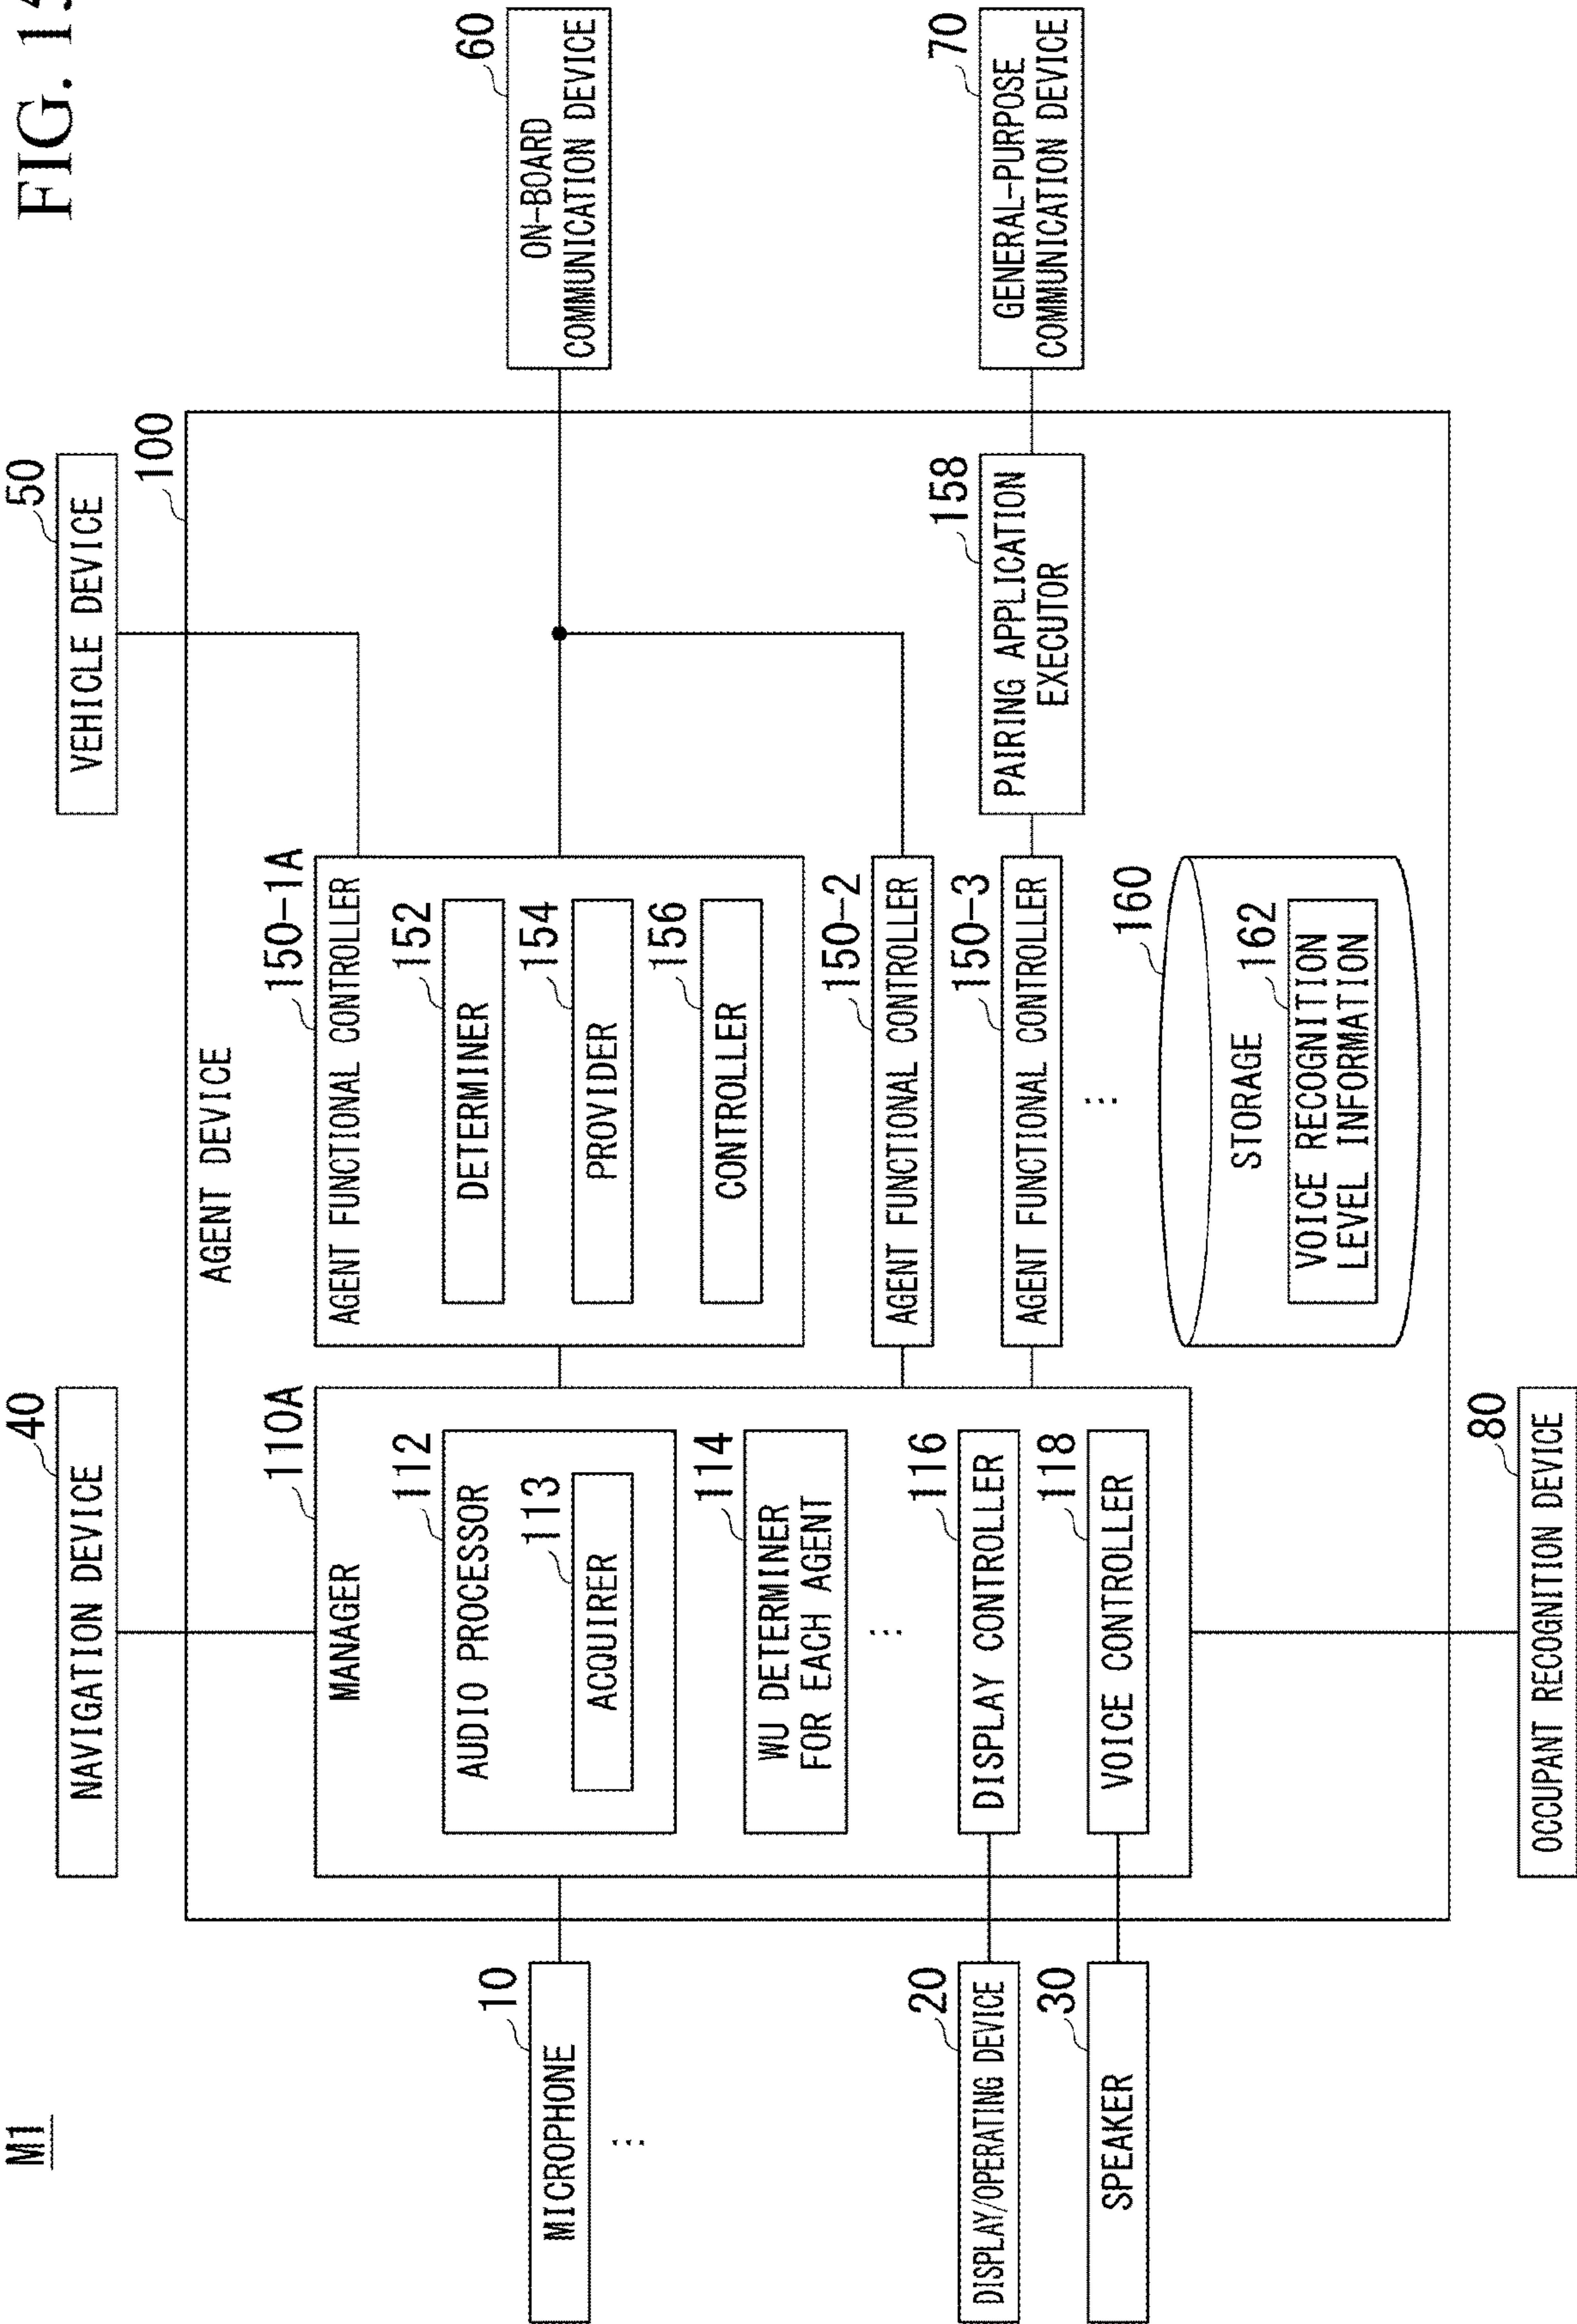 M1
FIG. 1
40
NAVIGATION DEVICE
50
VEHICLE DEVICE
100
AGENT DEVICE
110A
MANAGER
150-1A
AGENT FUNCTIONAL CONTROLLER
112
AUDIO PROCESSOR
113
ACQUIRER
152
DETERMINER
154
PROVIDER
156
CONTROLLER
10
MICROPHONE
...
60
ON-BOARD
COMMUNICATION DEVICE
114
WU DETERMINER
FOR EACH AGENT
...
150-2
AGENT FUNCTIONAL CONTROLLER
20
DISPLAY/OPERATING DEVICE
116
DISPLAY CONTROLLER
150-3
AGENT FUNCTIONAL CONTROLLER
...
158
PAIRING APPLICATION
EXECUTOR
70
GENERAL-PURPOSE
COMMUNICATION DEVICE
30
SPEAKER
118
VOICE CONTROLLER
160
STORAGE
162
VOICE RECOGNITION
LEVEL INFORMATION
80
OCCUPANT RECOGNITION DEVICE